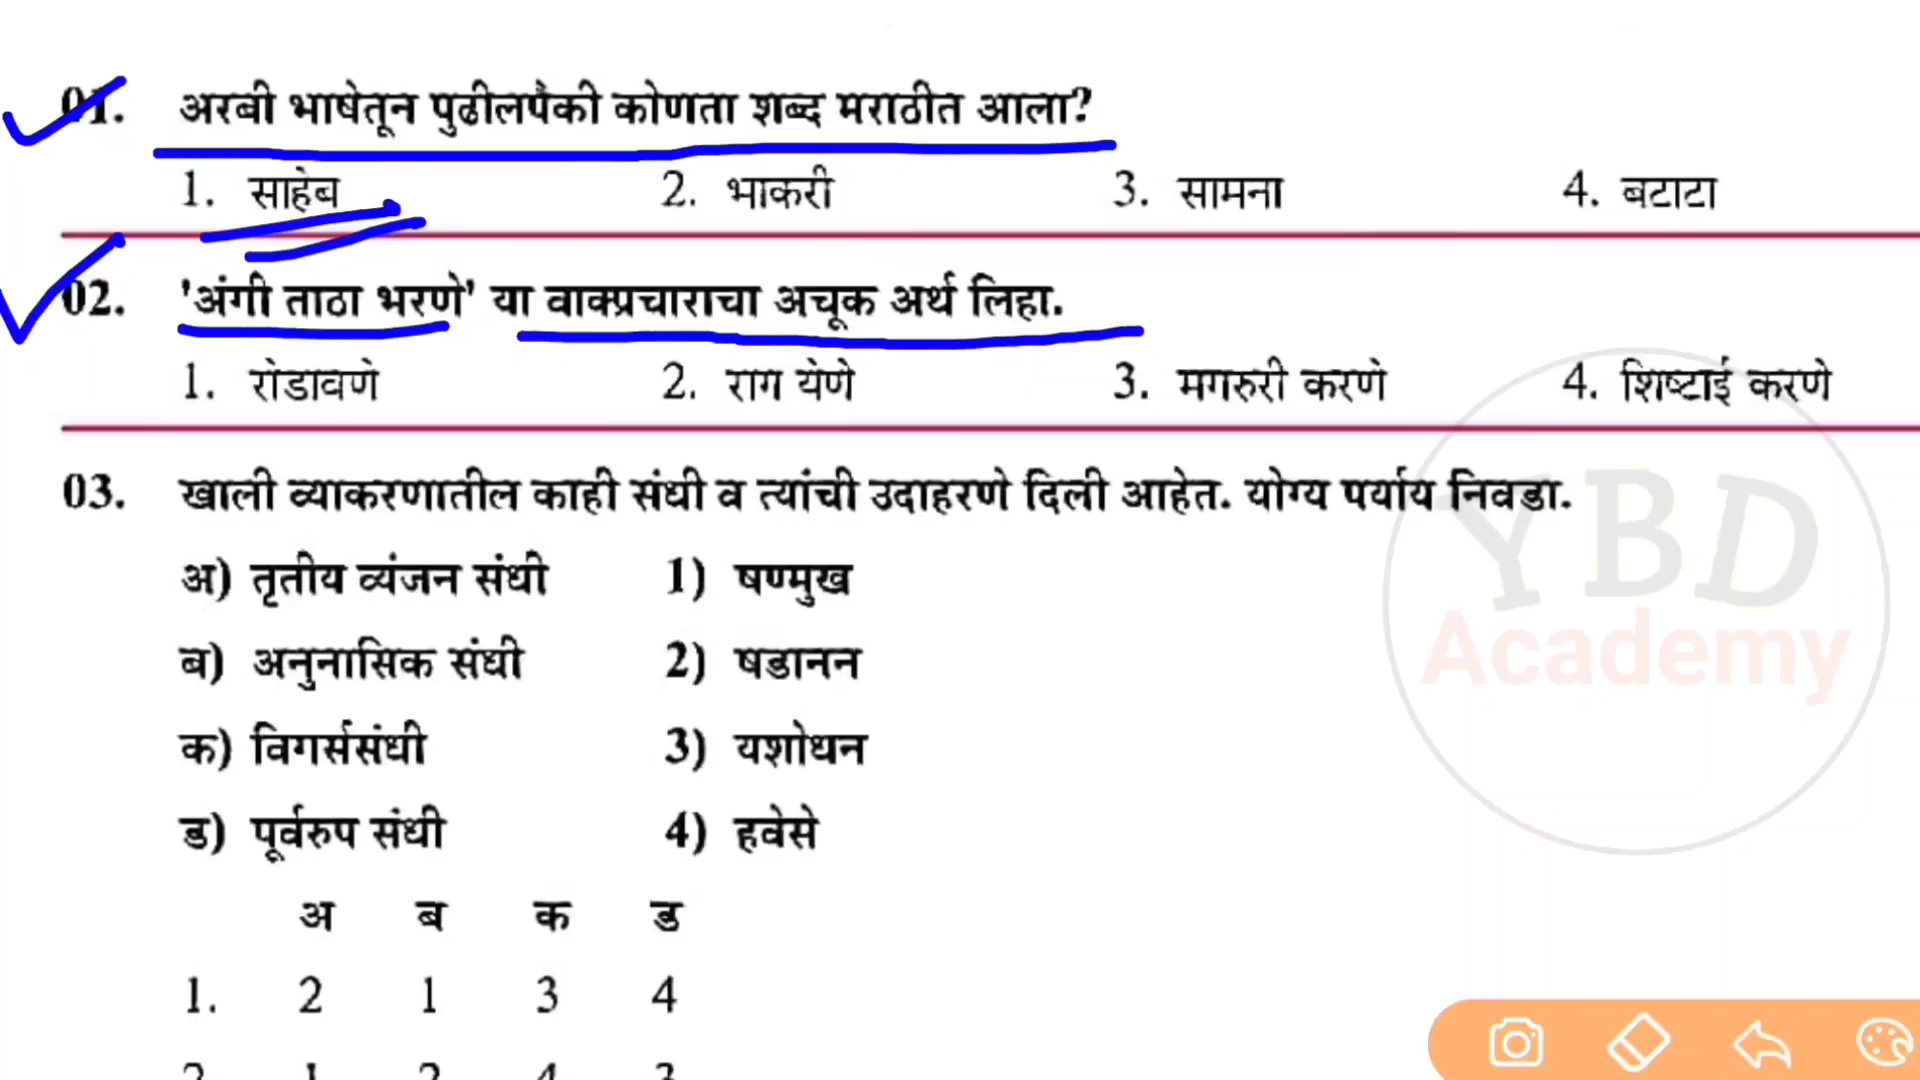 01. अरबी भाषेतून पुढीलपैकी कोणता शब्द मराठीत आला?
1. साहेब 2. भाकरी 3. सामना 4. बटाटा
02. 'अंगी ताठा भरणे' या वाक्प्रचाराचा अचूक अर्थ लिहा.
1. रोडावणे 2. राग येणे 3. मगरुरी करणे 4. शिष्टाई करणे
03. खाली व्याकरणातील काही संधी व त्यांची उदाहरणे दिली आहेत. योग्य पर्याय निवडा.
अ) तृतीय व्यंजन संधी 1) षण्मुख
ब) अनुनासिक संधी 2) षडानन
क) विगर्ससंधी 3) यशोधन
ड) पूर्वरुप संधी 4) हवेसे
अ ब क ड
1. 2 1 3 4
YBD
Academy